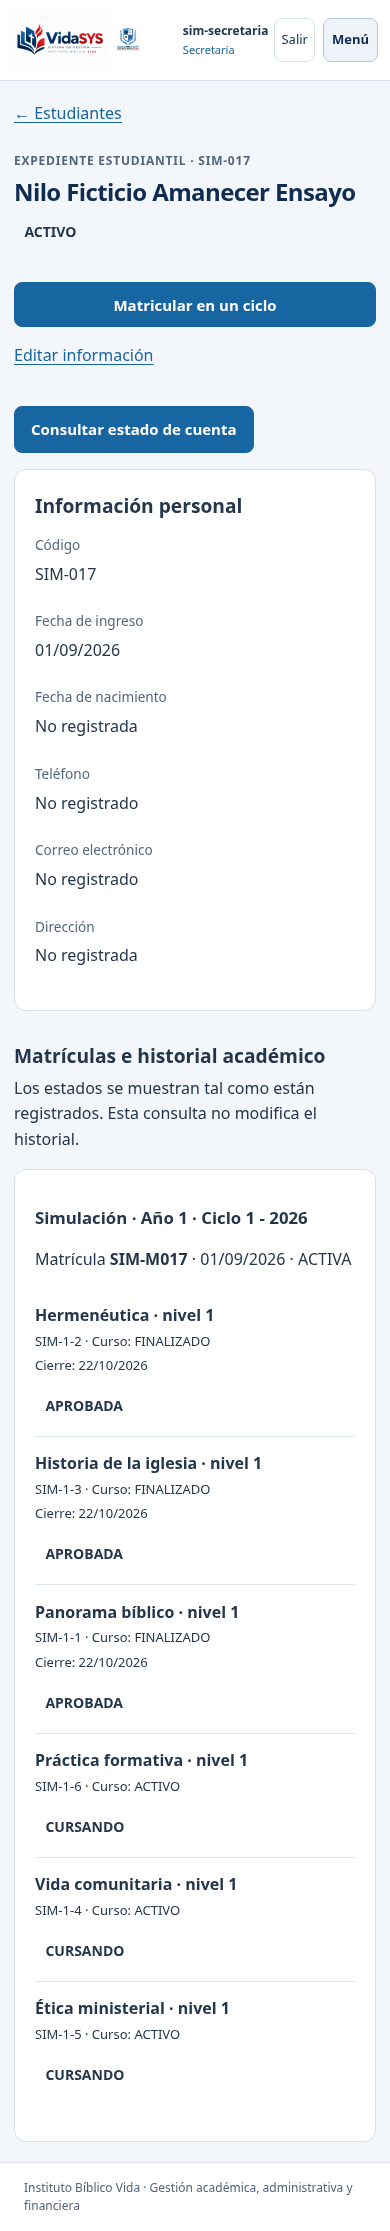 VidaSYS
SISTEMA DE GESTIÓN
sim-secretaria
Secretaría
Salir
Menú
← Estudiantes
EXPEDIENTE ESTUDIANTIL · SIM-017
Nilo Ficticio Amanecer Ensayo
ACTIVO
Matricular en un ciclo
Editar información
Consultar estado de cuenta
Información personal
Código
SIM-017
Fecha de ingreso
01/09/2026
Fecha de nacimiento
No registrada
Teléfono
No registrado
Correo electrónico
No registrado
Dirección
No registrada
Matrículas e historial académico
Los estados se muestran tal como están
registrados. Esta consulta no modifica el
historial.
Simulación · Año 1 · Ciclo 1 - 2026
Matrícula SIM-M017 · 01/09/2026 · ACTIVA
Hermenéutica · nivel 1
SIM-1-2 · Curso: FINALIZADO
Cierre: 22/10/2026
APROBADA
Historia de la iglesia · nivel 1
SIM-1-3 · Curso: FINALIZADO
Cierre: 22/10/2026
APROBADA
Panorama bíblico · nivel 1
SIM-1-1 · Curso: FINALIZADO
Cierre: 22/10/2026
APROBADA
Práctica formativa · nivel 1
SIM-1-6 · Curso: ACTIVO
CURSANDO
Vida comunitaria · nivel 1
SIM-1-4 · Curso: ACTIVO
CURSANDO
Ética ministerial · nivel 1
SIM-1-5 · Curso: ACTIVO
CURSANDO
Instituto Bíblico Vida · Gestión académica, administrativa y
financiera